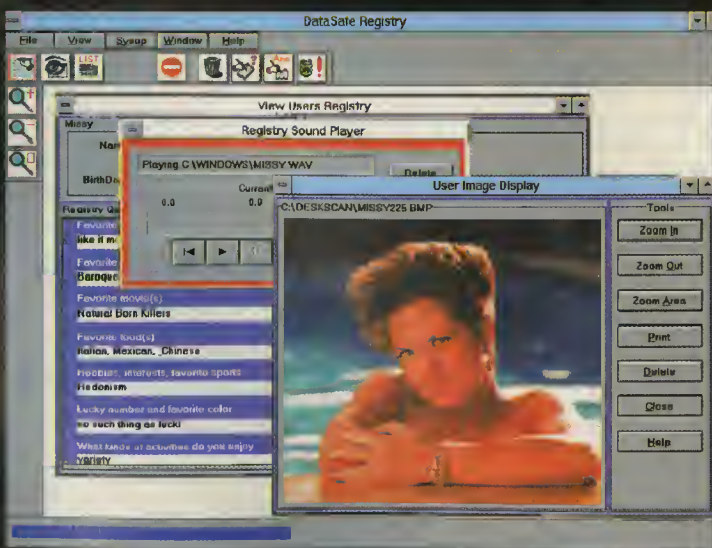 DataSafe Registry
File View Sysop Window Help
LIST
View Users Registry
Missy
Registry Sound Player
Playing C:\WINDOWS\MISSY.WAV
Delete
0.0 0.0
User Image Display
C:\DESKSCAN\MISSY225.BMP
Tools
Zoom In
Zoom Out
Zoom Area
Print
Delete
Close
Help
Favorite
like it
Favorite
Baroque
Favorite movie(s)
Natural Born Killers
Favorite food(s)
Italian, Mexican, Chinese
Hobbies, interests, favorite sports
Hedonism
Lucky number and favorite color
no such thing as luck!
What kinds of activities do you enjoy
variety